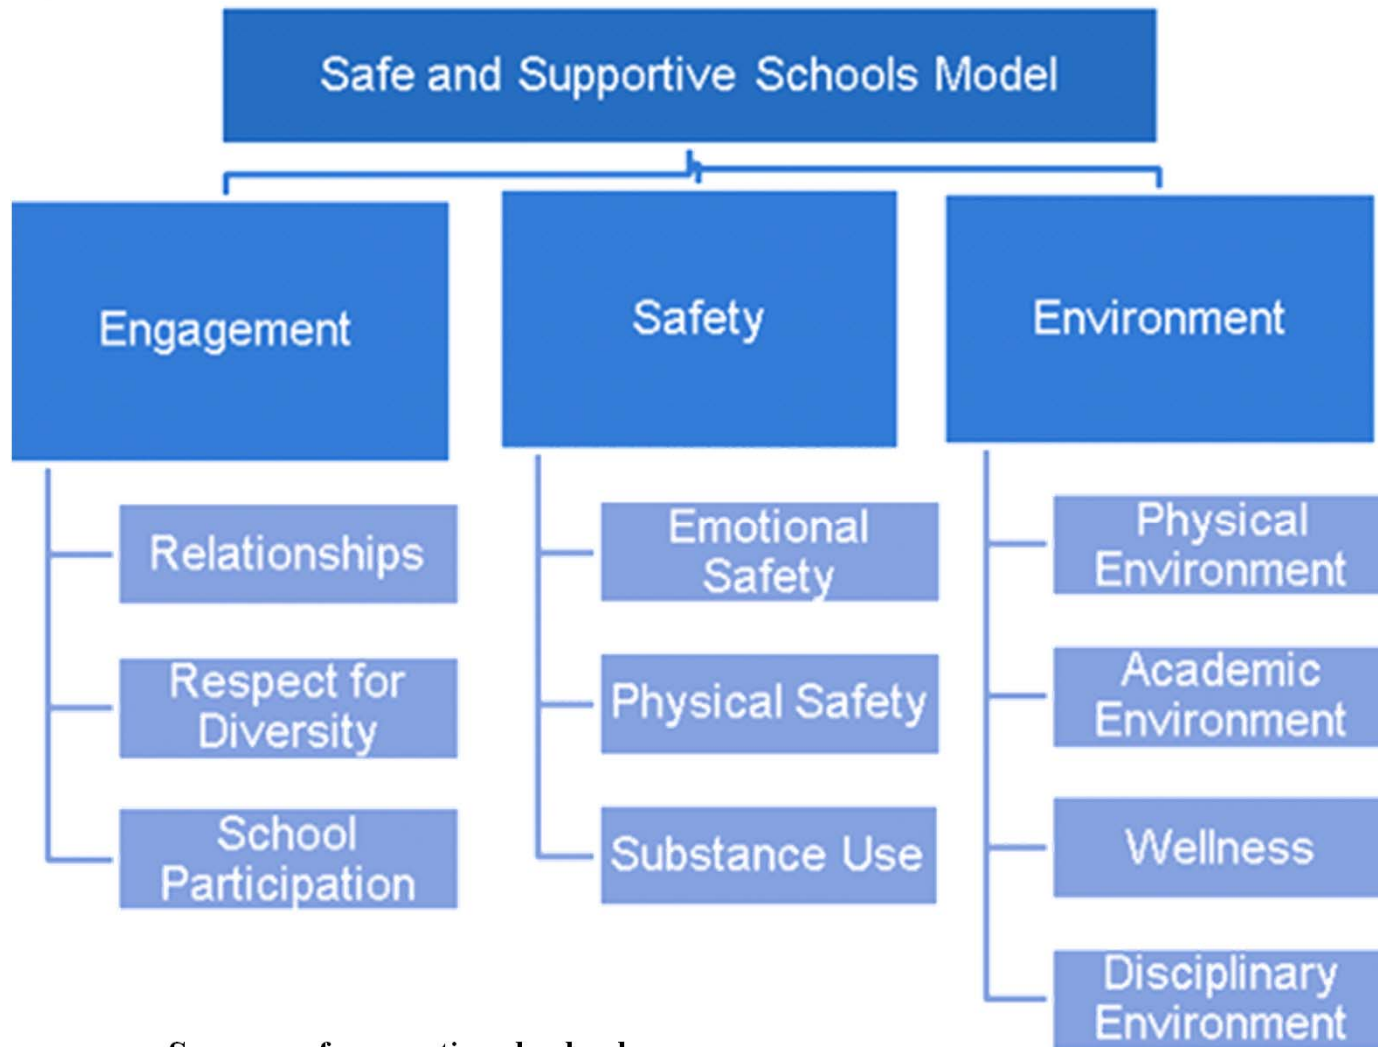 Safe and Supportive Schools Model
Engagement
Relationships
Respect for
Diversity
School
Participation
Safety
Emotional
Safety
Physical Safety
Substance Use
Environment
Physical
Environment
Academic
Environment
Wellness
Disciplinary
Environment